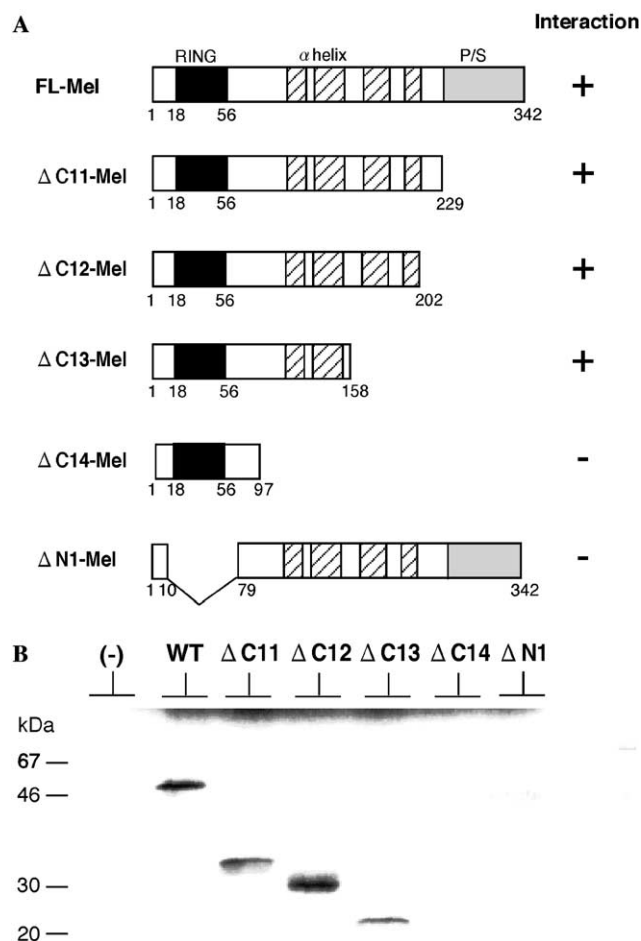 A
Interaction
RING α helix P/S
FL-Mel +
1 18 56 342
Δ C11-Mel +
1 18 56 229
Δ C12-Mel +
1 18 56 202
Δ C13-Mel +
1 18 56 158
Δ C14-Mel -
1 18 56 97
Δ N1-Mel -
1 10 79 342
B (-) WT Δ C11 Δ C12 Δ C13 Δ C14 Δ N1
kDa
67
46
30
20